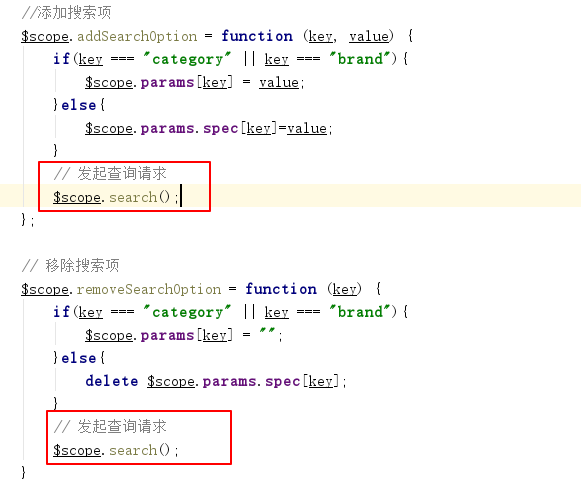 //添加搜索项
$scope.addSearchOption = function (key, value) {
if(key === "category" || key === "brand"){
$scope.params[key] = value;
}else{
$scope.params.spec[key]=value;
}
// 发起查询请求
$scope.search();
};
// 移除搜索项
$scope.removeSearchOption = function (key) {
if(key === "category" || key === "brand"){
$scope.params[key] = "";
}else{
delete $scope.params.spec[key];
}
// 发起查询请求
$scope.search();
}